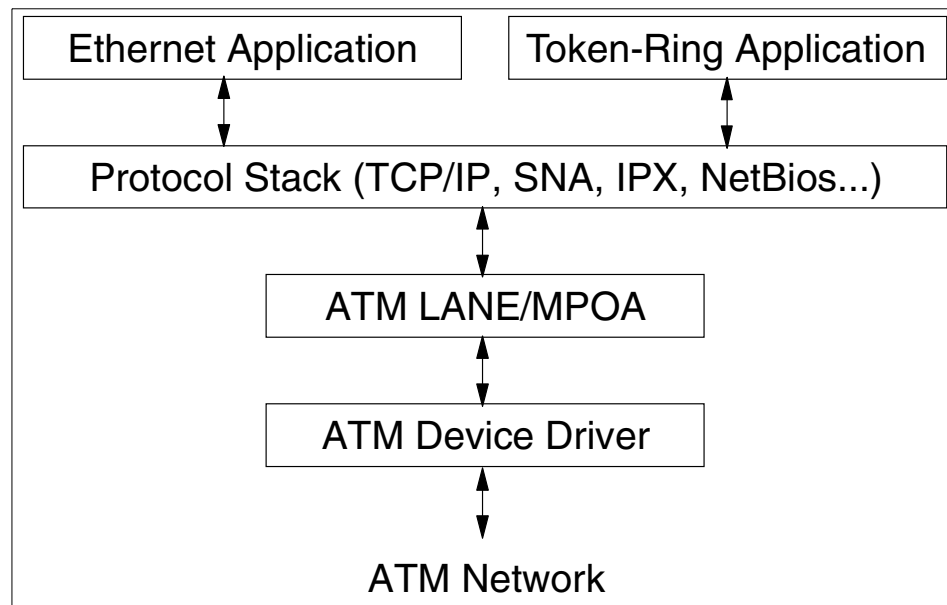 Ethernet Application
Token-Ring Application
Protocol Stack (TCP/IP, SNA, IPX, NetBios...)
ATM LANE/MPOA
ATM Device Driver
ATM Network